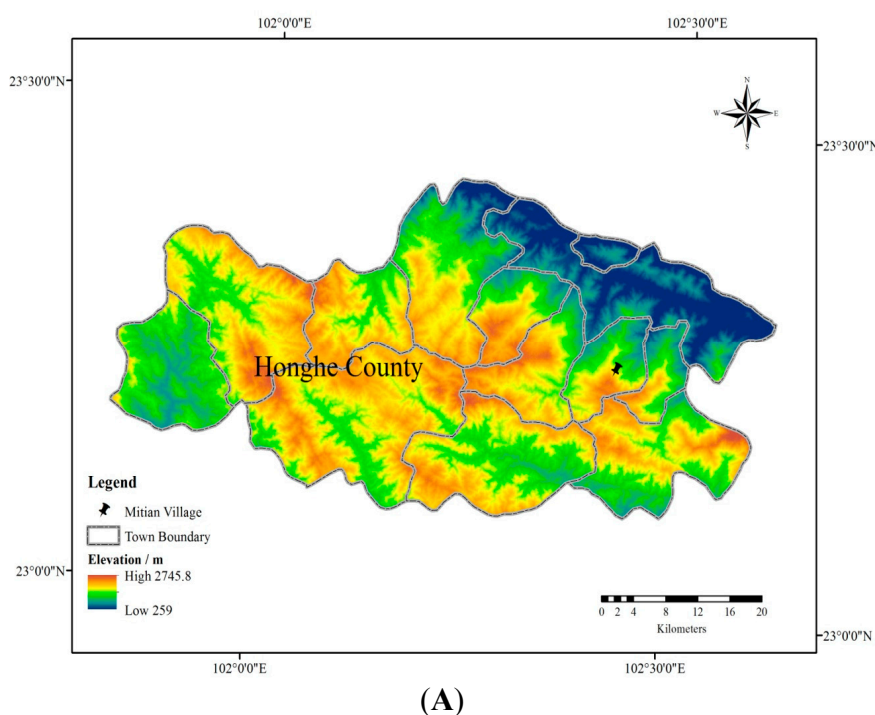 102°0'0"E
102°30'0"E
23°30'0"N
N
W E
S
23°30'0"N
Honghe County
Legend
Mitian Village
Town Boundary
Elevation / m
High 2745.8
Low 259
23°0'0"N
0 2 4 8 12 16 20
Kilometers
23°0'0"N
102°0'0"E
102°30'0"E
(A)